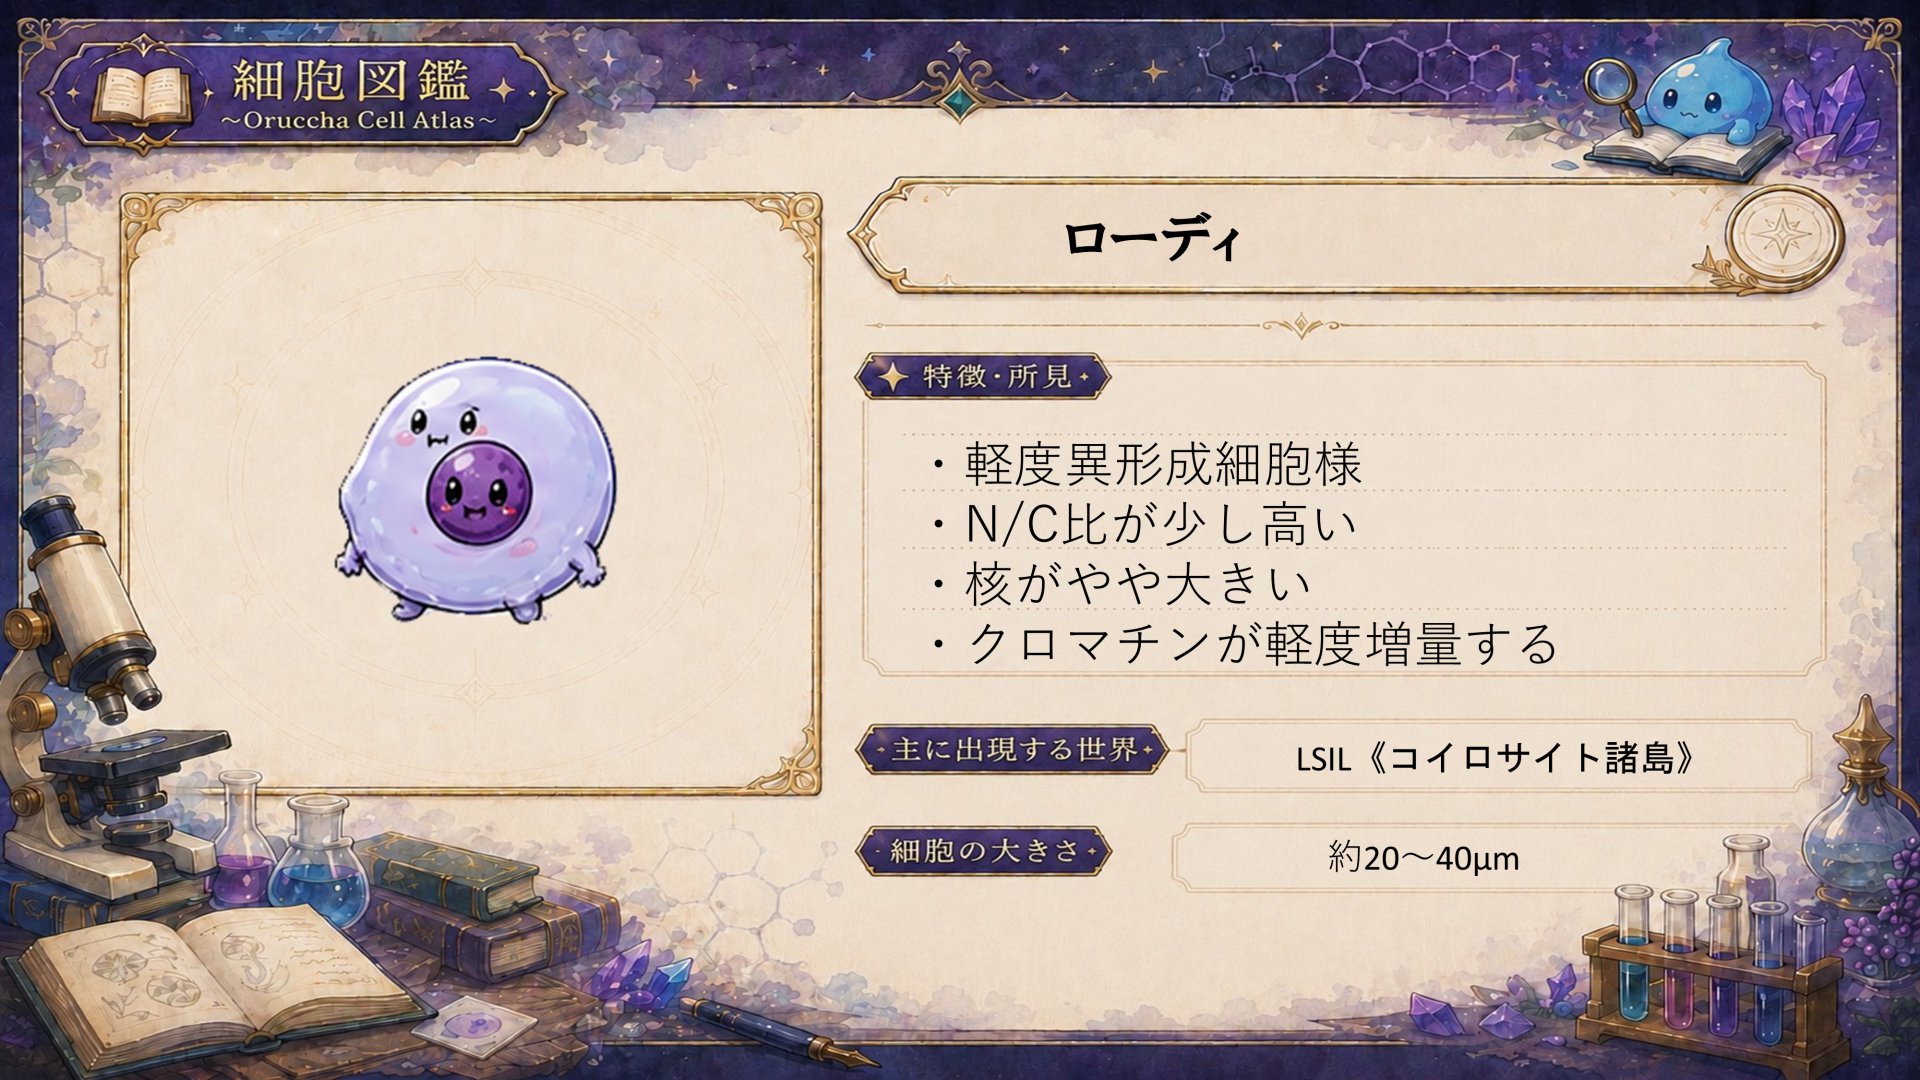 細胞図鑑
～Oruccha Cell Atlas～
ローディ
特徴・所見
・軽度異形成細胞様
・N/C比が少し高い
・核がやや大きい
・クロマチンが軽度増量する
主に出現する世界
LSIL《コイロサイト諸島》
細胞の大きさ
約20～40μm